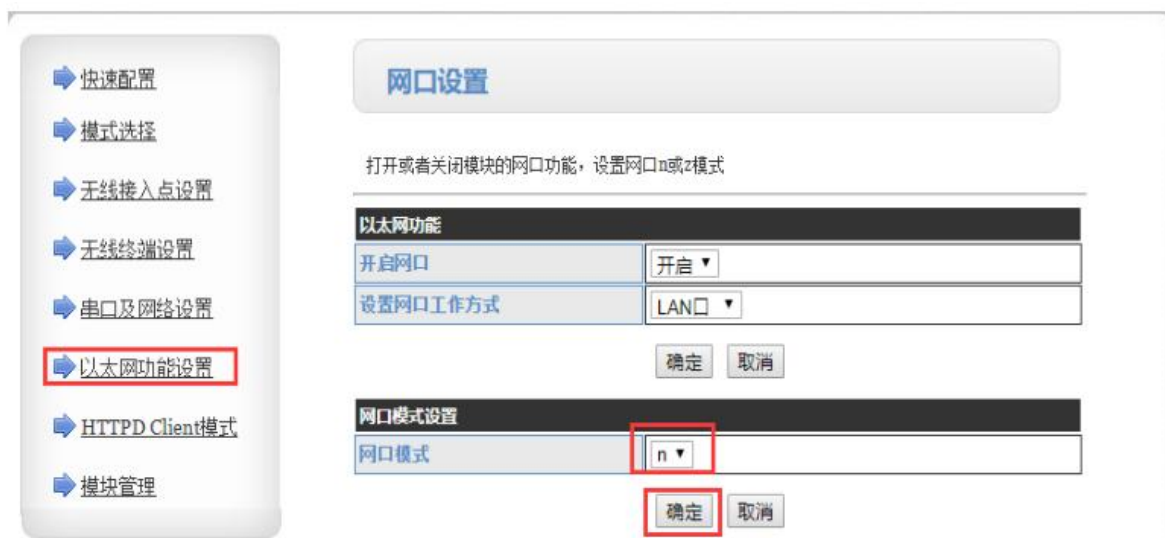 快速配置
模式选择
无线接入点设置
无线终端设置
串口及网络设置
以太网功能设置
HTTPD Client模式
模块管理
网口设置
打开或者关闭模块的网口功能，设置网口n或z模式
以太网功能
开启网口 开启
设置网口工作方式 LAN口
确定 取消
网口模式设置
网口模式 n
确定 取消